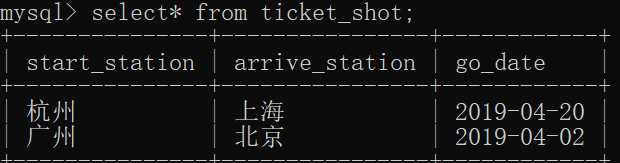 mysql> select* from ticket_shot;
+---------------+----------------+------------+
| start_station | arrive_station | go_date    |
+---------------+----------------+------------+
| 杭州          | 上海           | 2019-04-20 |
| 广州          | 北京           | 2019-04-02 |
+---------------+----------------+------------+